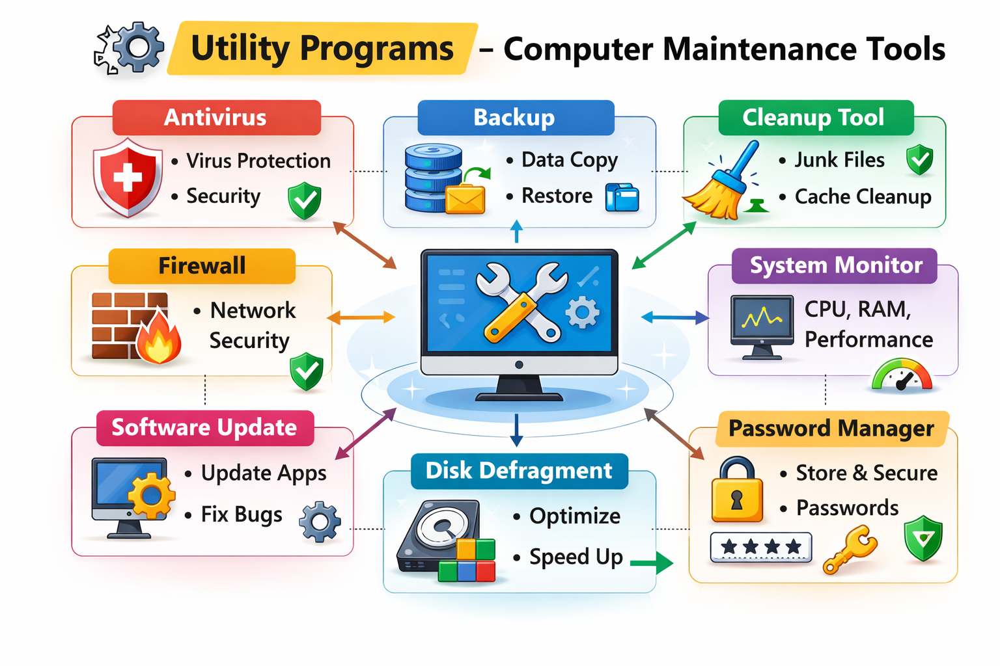 Utility Programs – Computer Maintenance Tools
Antivirus
• Virus Protection
• Security
Backup
• Data Copy
• Restore
Cleanup Tool
• Junk Files
• Cache Cleanup
Firewall
• Network
Security
System Monitor
CPU, RAM,
Performance
Software Update
• Update Apps
• Fix Bugs
Disk Defragment
• Optimize
• Speed Up
Password Manager
• Store & Secure
• Passwords